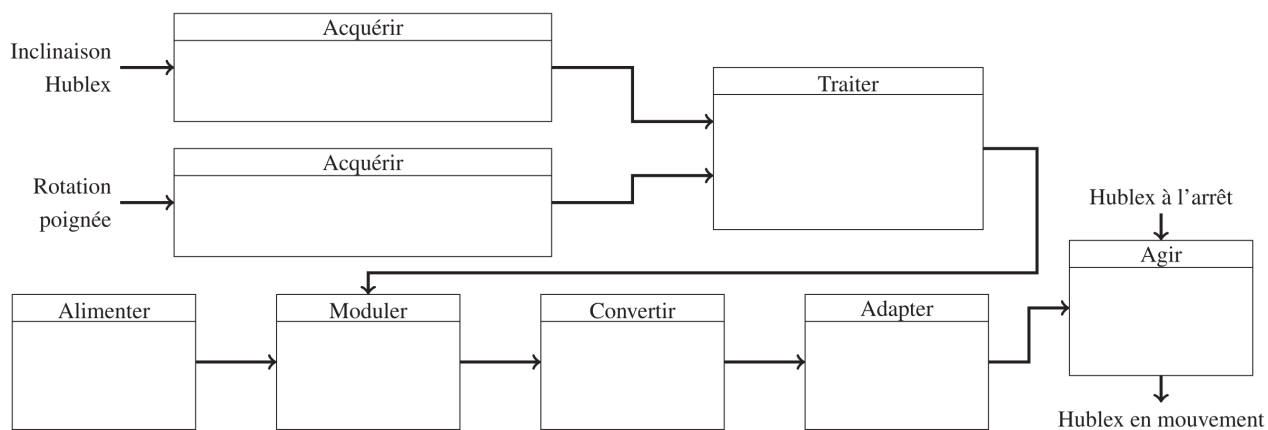 Acquérir
Inclinaison
Hublex
Traiter
Acquérir
Rotation
poignée
Hublex à l'arrêt
Agir
Alimenter
Moduler
Convertir
Adapter
Hublex en mouvement